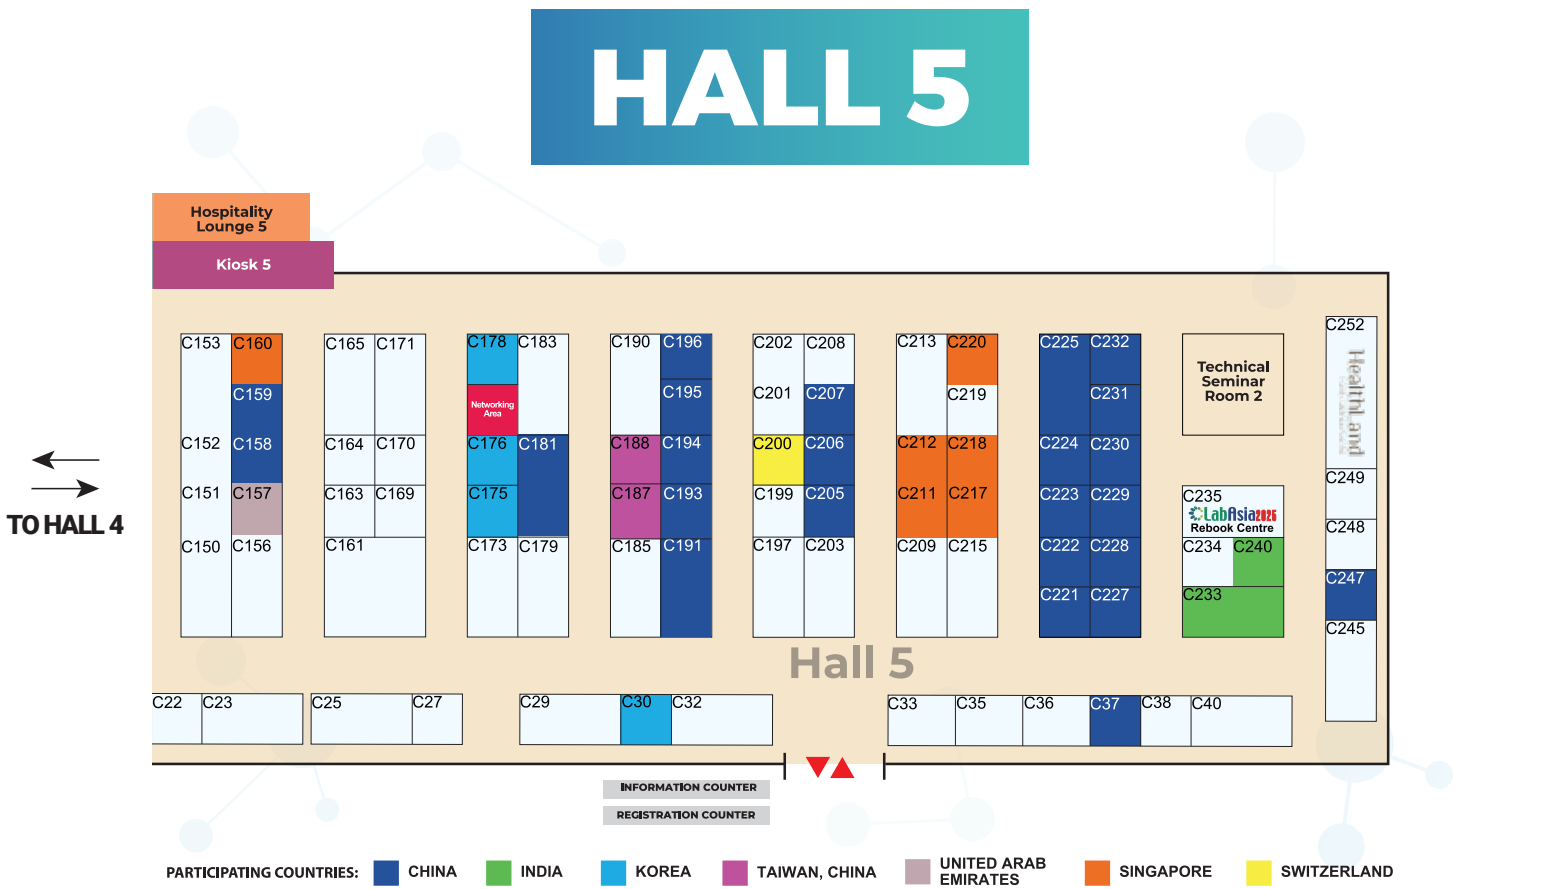 HALL 5
Hospitality
Lounge 5
Kiosk 5
C153 C160 C165 C171 C178 C183 C190 C196 C202 C208 C213 C220 C225 C232 C252
Technical
Seminar
Room 2
HealthLand
C159 Networking
Area
C195 C201 C207 C219 C231
C152 C158 C164 C170 C176 C181 C188 C194 C200 C206 C212 C218 C224 C230
C249
C151 C157 C163 C169 C175 C187 C193 C199 C205 C211 C217 C223 C229 C235
LabAsia2026
Rebook Centre
C248
TO HALL 4
C150 C156 C161 C173 C179 C185 C191 C197 C203 C209 C215 C222 C228 C234 C240
C247
C221 C227 C233
C245
Hall 5
C22 C23 C25 C27 C29 C30 C32 C33 C35 C36 C37 C38 C40
INFORMATION COUNTER
REGISTRATION COUNTER
PARTICIPATING COUNTRIES: CHINA INDIA KOREA TAIWAN, CHINA UNITED ARAB
EMIRATES SINGAPORE SWITZERLAND